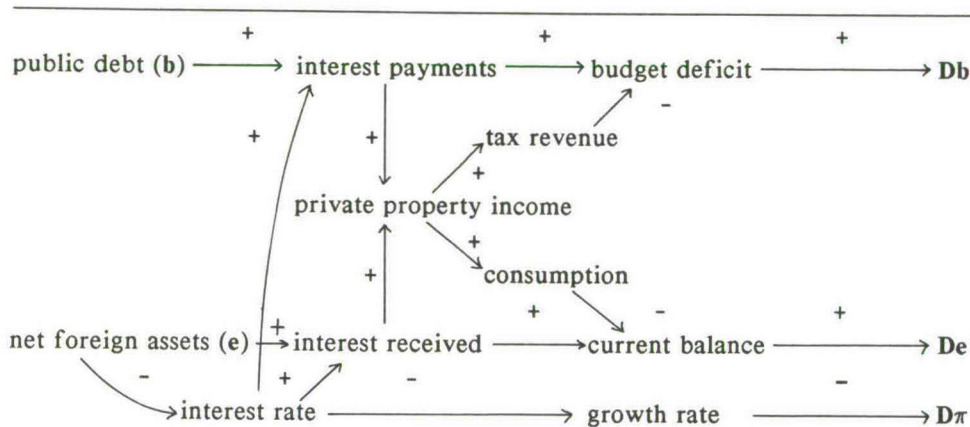 + + +
public debt (b) interest payments budget deficit Db
-
+ + tax revenue
+
private property income
+
+ consumption
+ - +
net foreign assets (e) + interest received current balance De
- + - -
interest rate growth rate Dπ